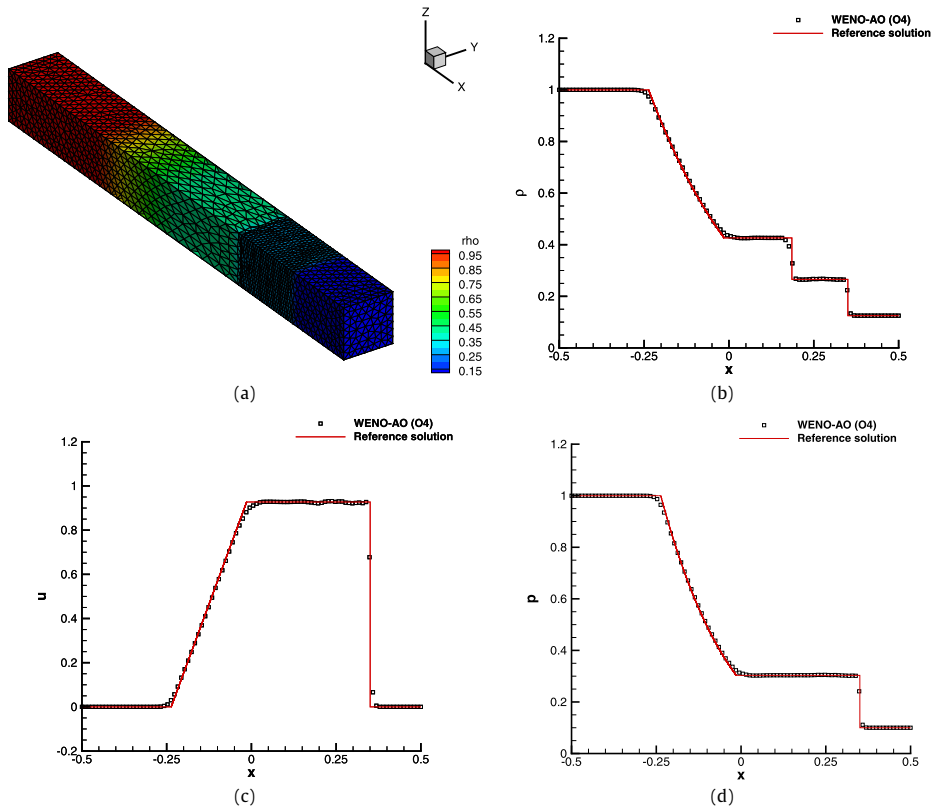 Z
Y
X
rho
0.95
0.85
0.75
0.65
0.55
0.45
0.35
0.25
0.15
(a)
WENO-AO (O4)
Reference solution
1.2
1
0.8
0.6
0.4
0.2
0
ρ
-0.5
-0.25
0
0.25
0.5
x
(b)
WENO-AO (O4)
Reference solution
1.2
1
0.8
0.6
0.4
0.2
0
-0.2
u
-0.5
-0.25
0
0.25
0.5
x
(c)
WENO-AO (O4)
Reference solution
1.2
1
0.8
0.6
0.4
0.2
0
p
-0.5
-0.25
0
0.25
0.5
x
(d)